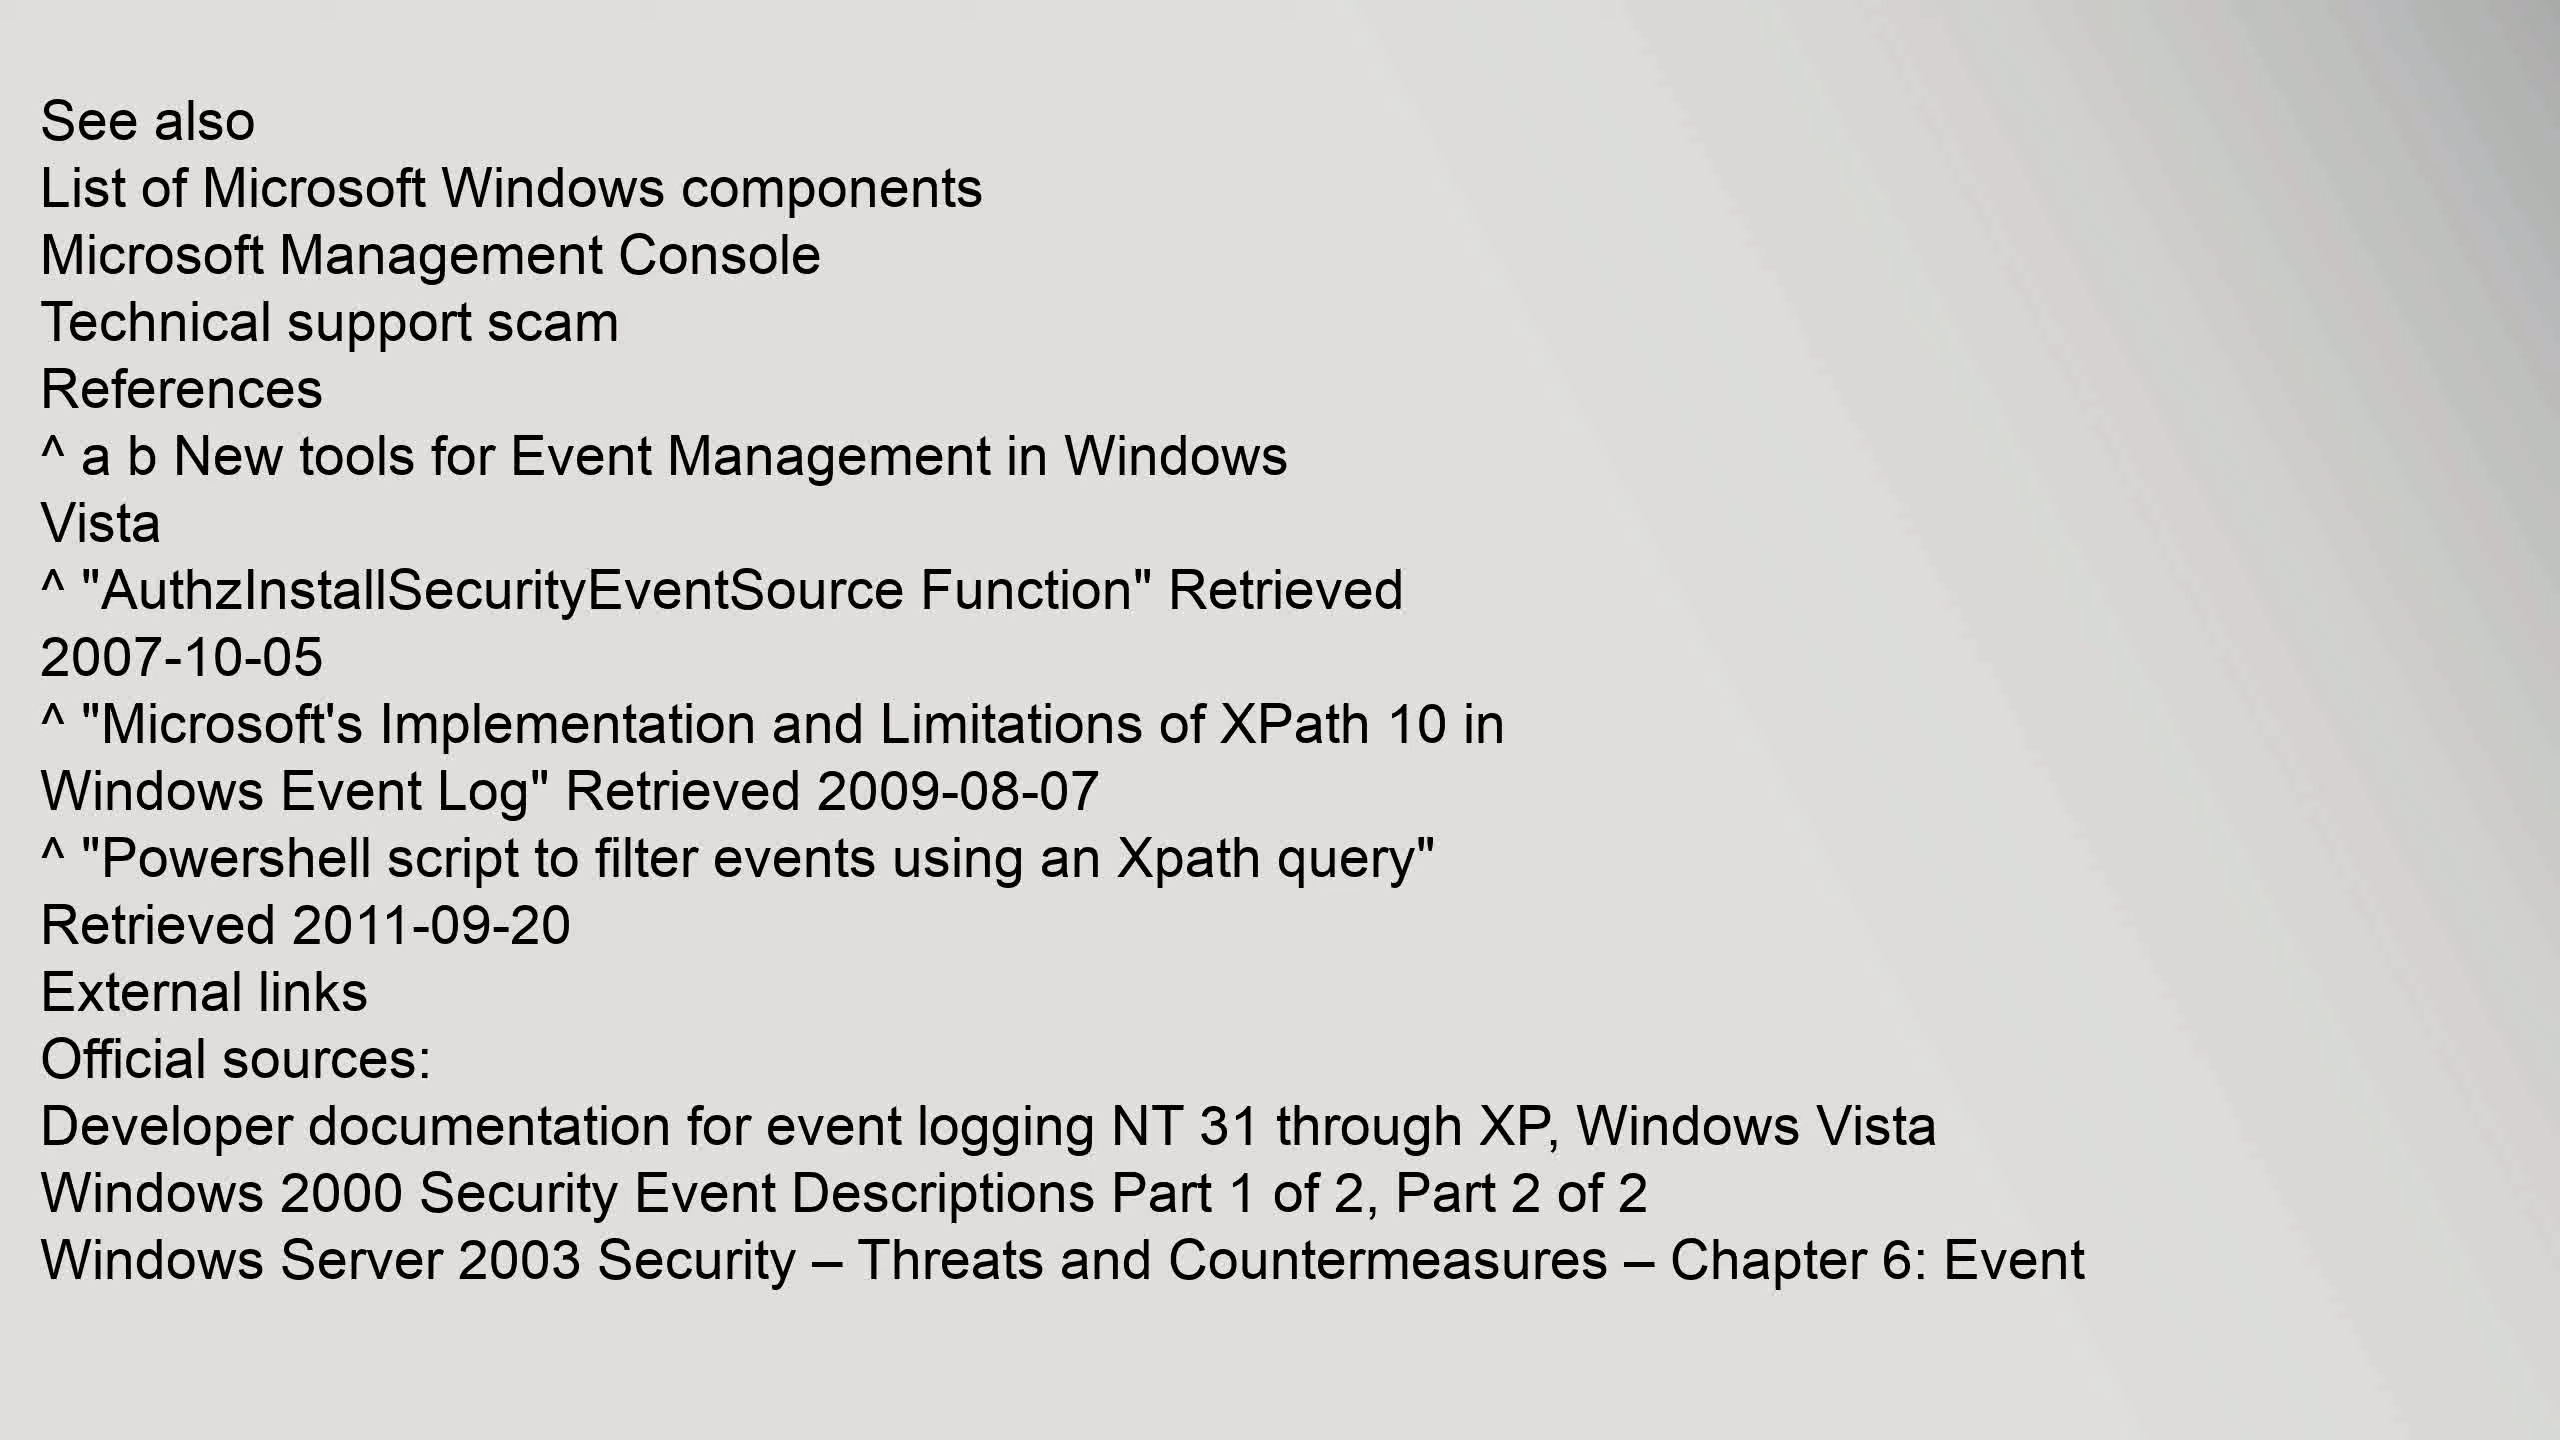 See also
List of Microsoft Windows components
Microsoft Management Console
Technical support scam
References
^ a b New tools for Event Management in Windows
Vista
^ "AuthzInstallSecurityEventSource Function" Retrieved
2007-10-05
^ "Microsoft's Implementation and Limitations of XPath 10 in
Windows Event Log" Retrieved 2009-08-07
^ "Powershell script to filter events using an Xpath query"
Retrieved 2011-09-20
External links
Official sources:
Developer documentation for event logging NT 31 through XP, Windows Vista
Windows 2000 Security Event Descriptions Part 1 of 2, Part 2 of 2
Windows Server 2003 Security – Threats and Countermeasures – Chapter 6: Event